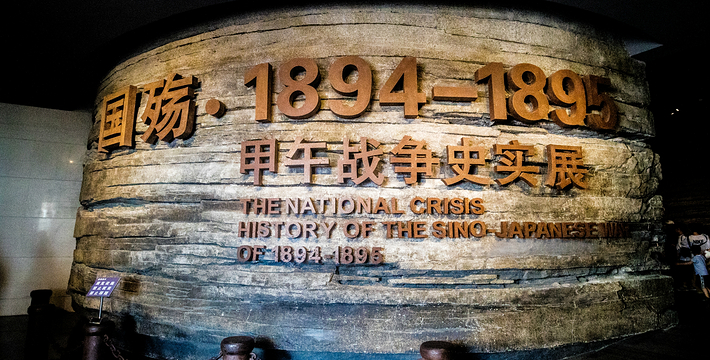 国殇·1894-1895
甲午战争史实展
THE NATIONAL CRISIS
HISTORY OF THE SINO-JAPANESE WAR
OF 1894-1895